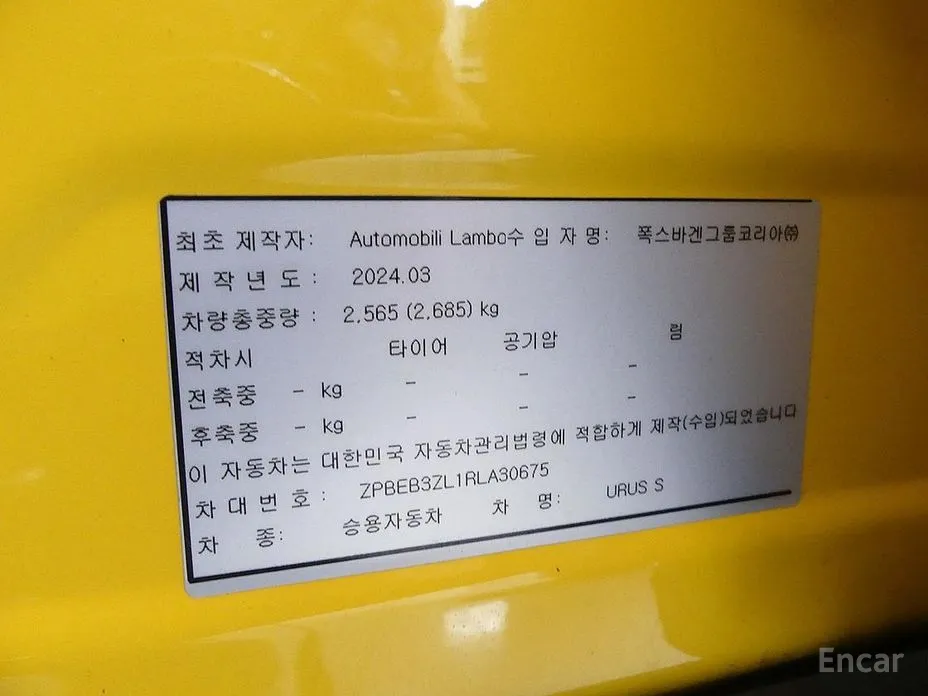 최초 제작자: Automobili Lambo수 입 자 명: 폭스바겐그룹코리아㈜
제 작 년 도 : 2024.03
차량총중량 : 2,565 (2,685) kg
적차시 타이어 공기압 림
전축중 - kg - - -
후축중 - kg - - -
이 자동차는 대한민국 자동차관리법령에 적합하게 제작(수입)되었습니다
차 대 번 호 : ZPBEB3ZL1RLA30675
차 종: 승용자동차 차 명: URUS S
Encar